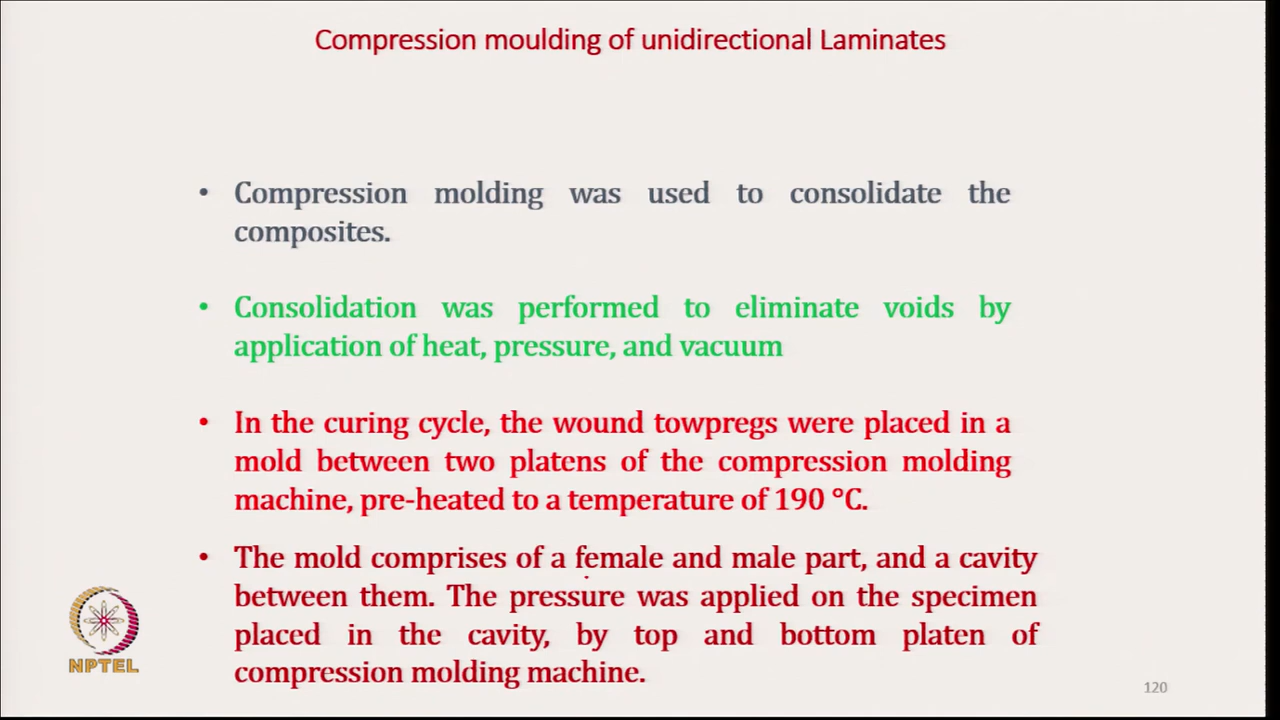 Compression moulding of unidirectional Laminates
• Compression molding was used to consolidate the
composites.
• Consolidation was performed to eliminate voids by
application of heat, pressure, and vacuum
• In the curing cycle, the wound towpregs were placed in a
mold between two platens of the compression molding
machine, pre-heated to a temperature of 190 °C.
• The mold comprises of a female and male part, and a cavity
between them. The pressure was applied on the specimen
placed in the cavity, by top and bottom platen of
compression molding machine.
NPTEL
120